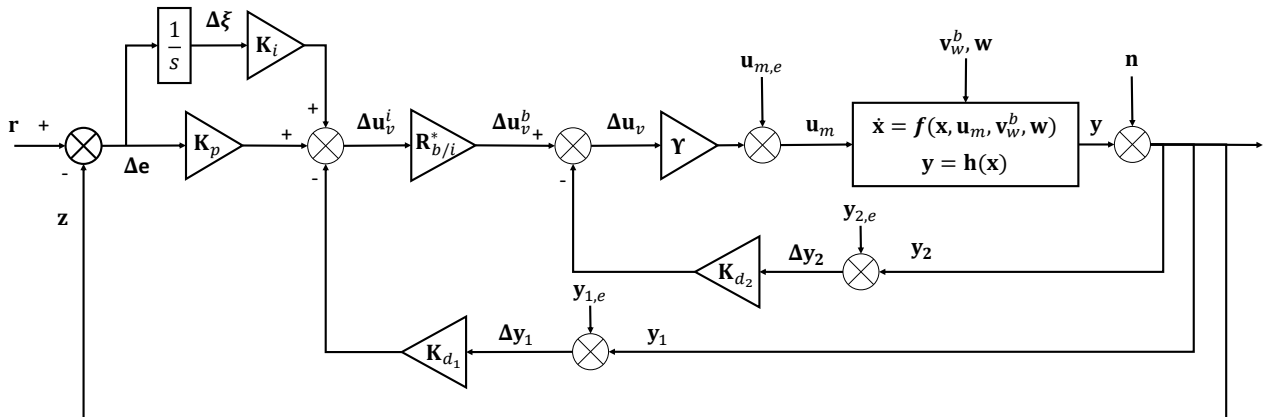 Δξ
1/s
K_i
v_w^b, w
u_{m,e}
n
r
+
+
Δu_v^i
Δu_v^b
+
Δu_v
u_m
ẋ = f(x, u_m, v_w^b, w)
y
K_p
+
R^*_{b/i}
ϒ
y = h(x)
-
Δe
-
-
z
y_{2,e}
Δy_2
y_2
K_{d_2}
y_{1,e}
Δy_1
y_1
K_{d_1}